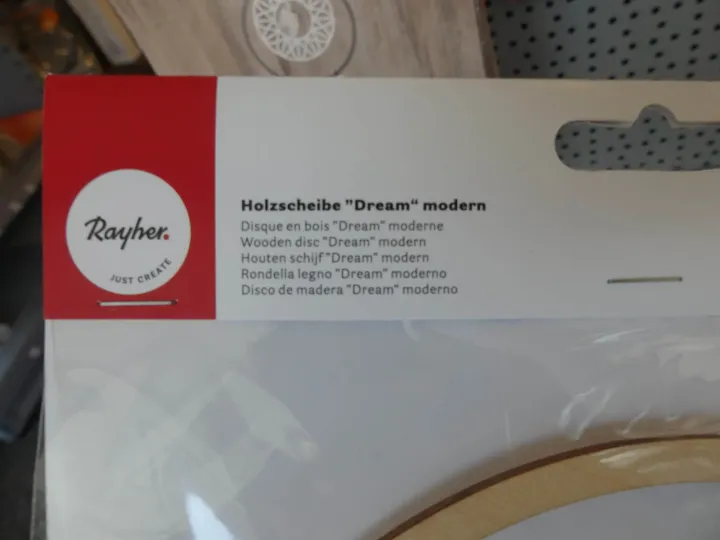 Rayher.
JUST CREATE
Holzscheibe "Dream“ modern
Disque en bois "Dream“ moderne
Wooden disc "Dream“ modern
Houten schijf "Dream“ modern
Rondella legno "Dream“ moderno
Disco de madera "Dream“ moderno